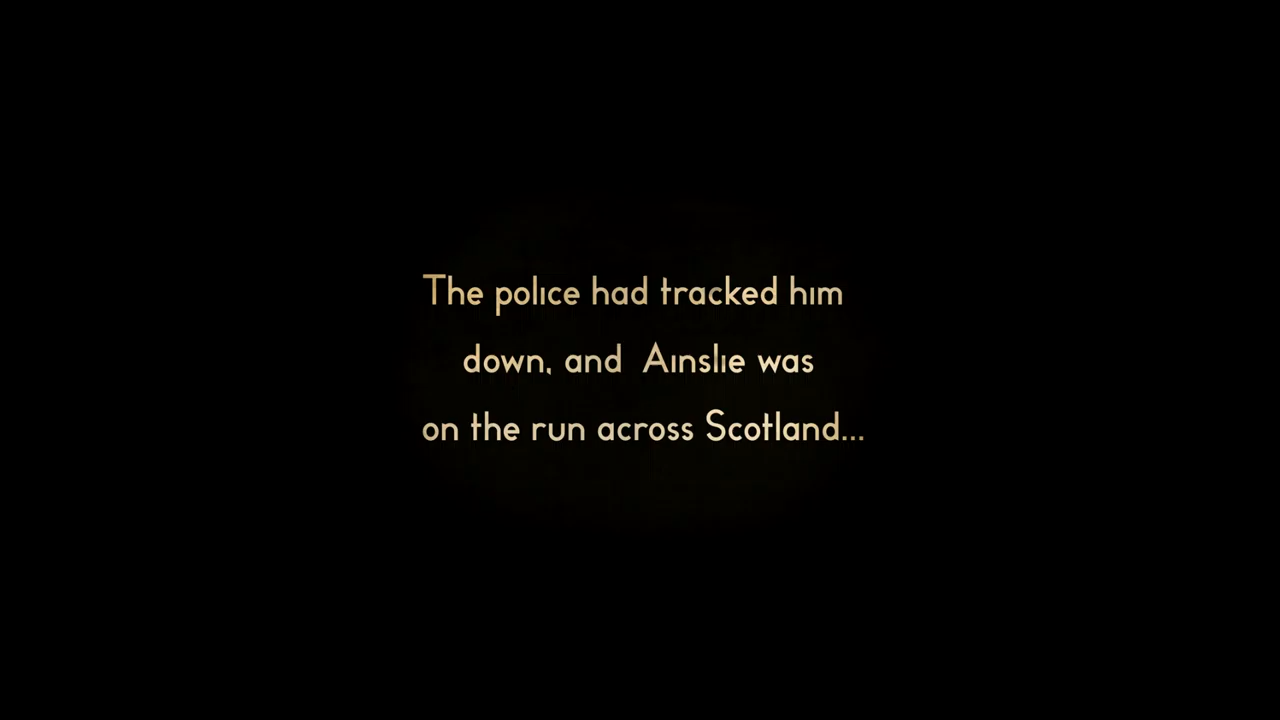 The police had tracked him
down, and Ainslie was
on the run across Scotland...